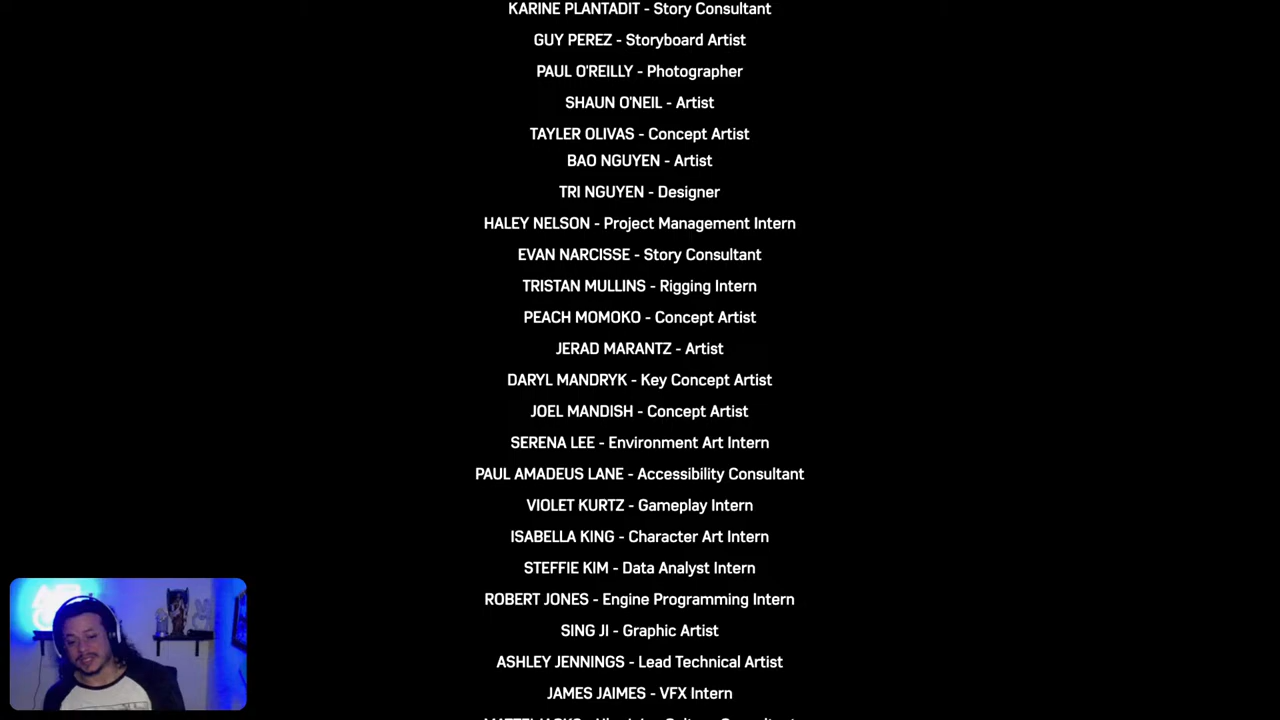 KARINE PLANTADIT - Story Consultant
GUY PEREZ - Storyboard Artist
PAUL O'REILLY - Photographer
SHAUN O'NEIL - Artist
TAYLER OLIVAS - Concept Artist
BAO NGUYEN - Artist
TRI NGUYEN - Designer
HALEY NELSON - Project Management Intern
EVAN NARCISSE - Story Consultant
TRISTAN MULLINS - Rigging Intern
PEACH MOMOKO - Concept Artist
JERAD MARANTZ - Artist
DARYL MANDRYK - Key Concept Artist
JOEL MANDISH - Concept Artist
SERENA LEE - Environment Art Intern
PAUL AMADEUS LANE - Accessibility Consultant
VIOLET KURTZ - Gameplay Intern
ISABELLA KING - Character Art Intern
STEFFIE KIM - Data Analyst Intern
ROBERT JONES - Engine Programming Intern
SING JI - Graphic Artist
ASHLEY JENNINGS - Lead Technical Artist
JAMES JAIMES - VFX Intern